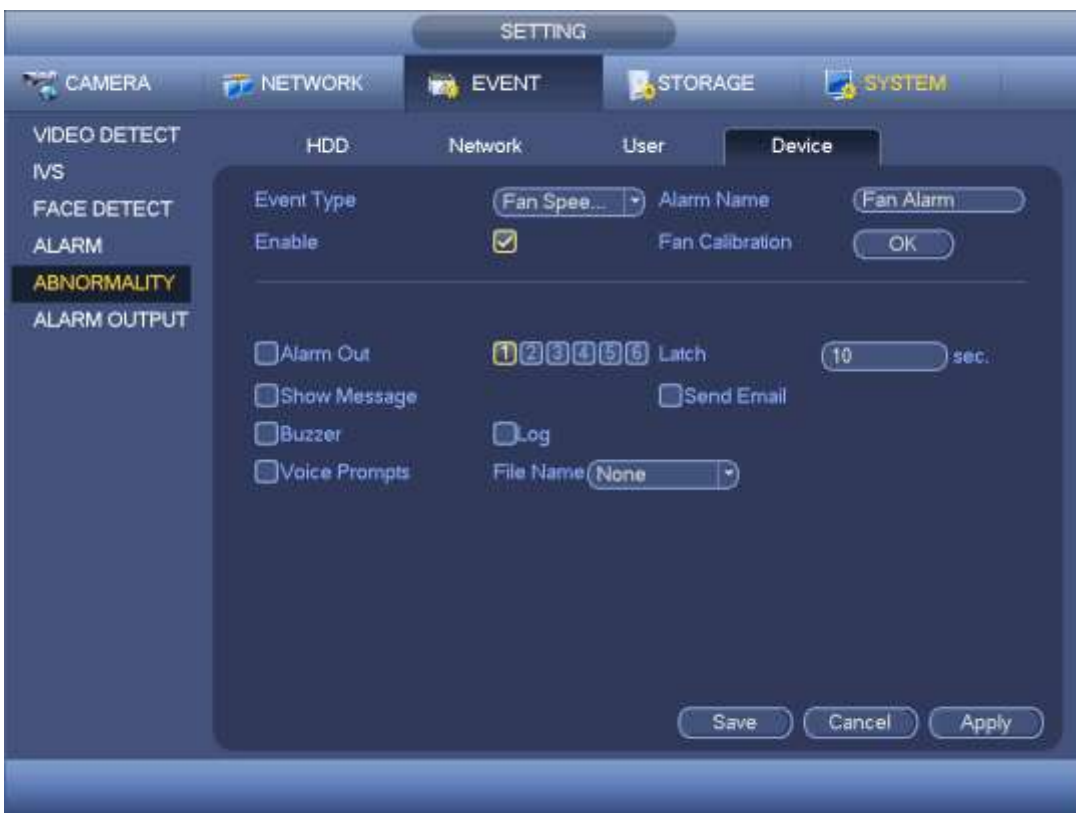 SETTING
CAMERA NETWORK EVENT STORAGE SYSTEM
VIDEO DETECT
IVS
FACE DETECT
ALARM
ABNORMALITY
ALARM OUTPUT
HDD Network User Device
Event Type Fan Spee... Alarm Name Fan Alarm
Enable Fan Calibration OK
Alarm Out 1 2 3 4 5 6 Latch 10 sec.
Show Message Send Email
Buzzer Log
Voice Prompts File Name None
Save Cancel Apply